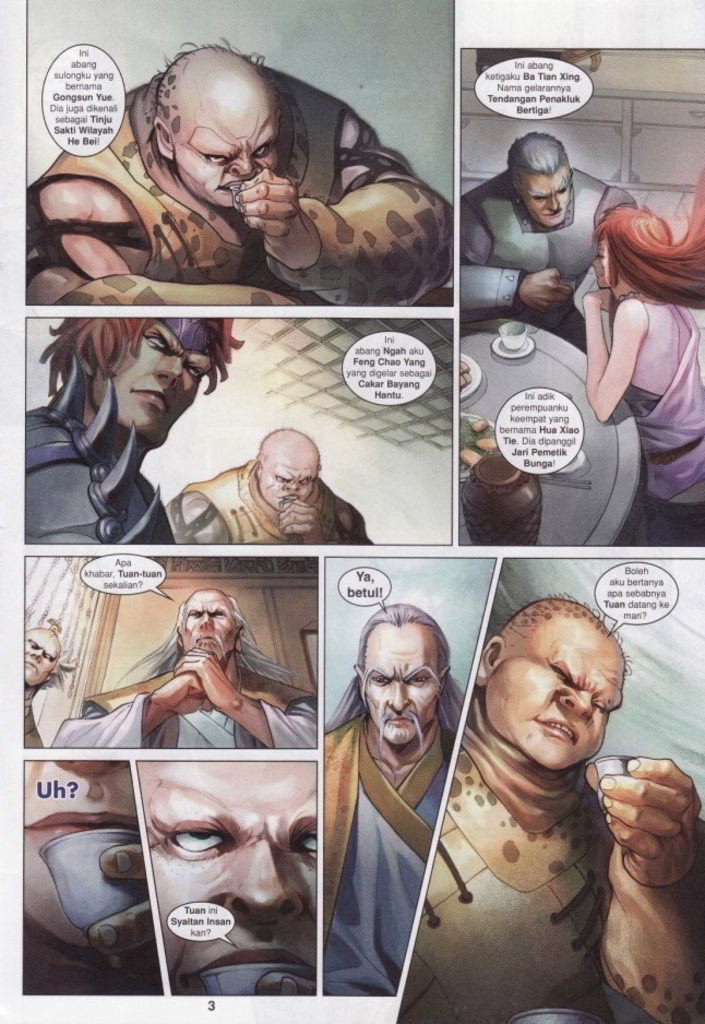 Ini
abang
sulongku yang
bernama
Gongsun Yue.
Dia juga dikenali
sebagai Tinju
Sakti Wilayah
He Bei!
Ini abang
ketigaku Ba Tian Xing.
Nama gelarannya
Tendangan Penakluk
Bertiga!
Ini
abang Ngah aku
Feng Chao Yang
yang digelar sebagai
Cakar Bayang
Hantu.
Ini adik
perempuanku
keempat yang
bernama Hua Xiao
Tie. Dia dipanggil
Jari Pemetik
Bunga!
Apa
khabar, Tuan-tuan
sekalian?
Ya,
betul!
Boleh
aku bertanya
apa sebabnya
Tuan datang ke
mari?
Uh?
Tuan ini
Syaitan Insan
kan?
3